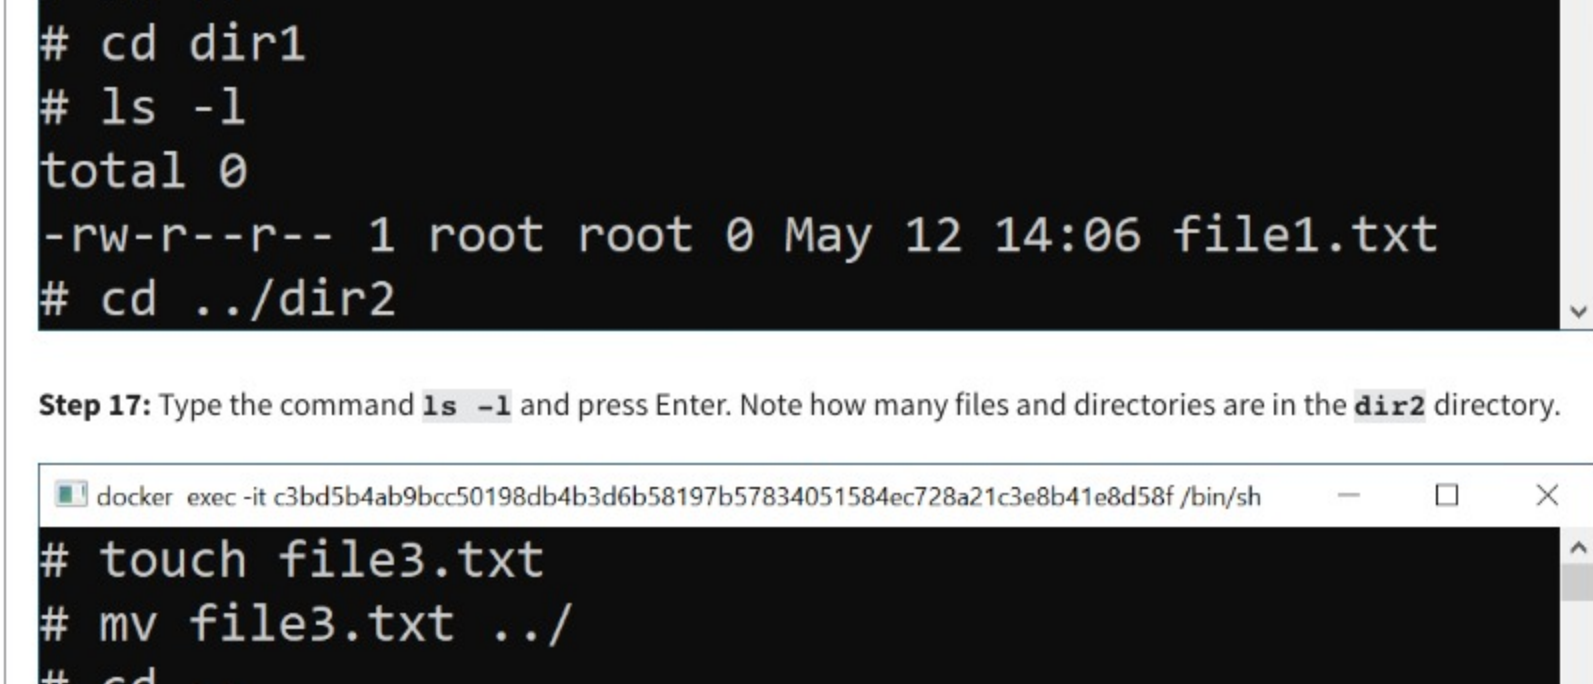 # cd dir1
# ls -l
total 0
-rw-r--r-- 1 root root 0 May 12 14:06 file1.txt
# cd ../dir2
Step 17: Type the command ls -l and press Enter. Note how many files and directories are in the dir2 directory.
docker exec -it c3bd5b4ab9bcc50198db4b3d6b58197b57834051584ec728a21c3e8b41e8d58f /bin/sh
# touch file3.txt
# mv file3.txt ../
# cd